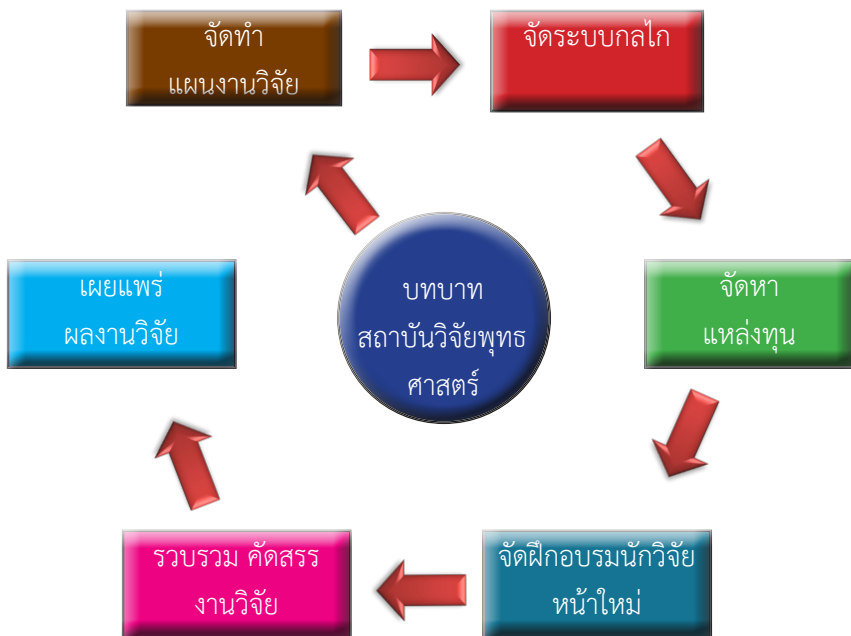 จัดทำ
แผนงานวิจัย
จัดระบบกลไก
เผยแพร่
ผลงานวิจัย
บทบาท
สถาบันวิจัยพุทธ
ศาสตร์
จัดหา
แหล่งทุน
รวบรวม คัดสรร
งานวิจัย
จัดฝึกอบรมนักวิจัย
หน้าใหม่